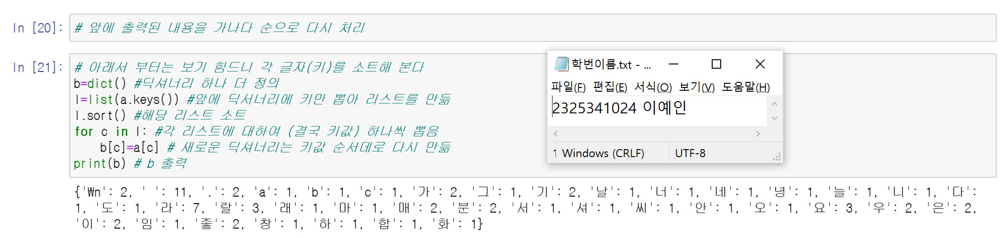 In [20]: # 앞에 출력된 내용을 가나다 순으로 다시 처리
In [21]: # 아래서 부터는 보기 힘드니 각 글자(키)를 소트해 본다
b=dict() #딕셔너리 하나 더 정의
l=list(a.keys()) #앞에 딕서너리에 키만 뽑아 리스트를 만듦
l.sort() #해당 리스트 소트
for c in l: #각 리스트에 대하여 (결국 키값) 하나씩 뽑음
    b[c]=a[c] # 새로운 딕셔너리는 키값 순서데로 다시 만듦
print(b) # b 출력
학번이름.txt - ...
파일(F) 편집(E) 서식(O) 보기(V) 도움말(H)
2325341024 이예인
Windows (CRLF) UTF-8
{'₩n': 2, ' ': 11, '.': 2, 'a': 1, 'b': 1, 'c': 1, '가': 2, '그': 1, '기': 2, '날': 1, '너': 1, '네': 1, '녕': 1, '늘': 1, '니': 1, '다':
1, '도': 1, '라': 7, '랄': 3, '래': 1, '마': 1, '매': 2, '분': 2, '서': 1, '셔': 1, '씨': 1, '안': 1, '오': 1, '요': 3, '우': 2, '은': 2,
'이': 2, '임': 1, '좋': 2, '창': 1, '하': 1, '합': 1, '화': 1}